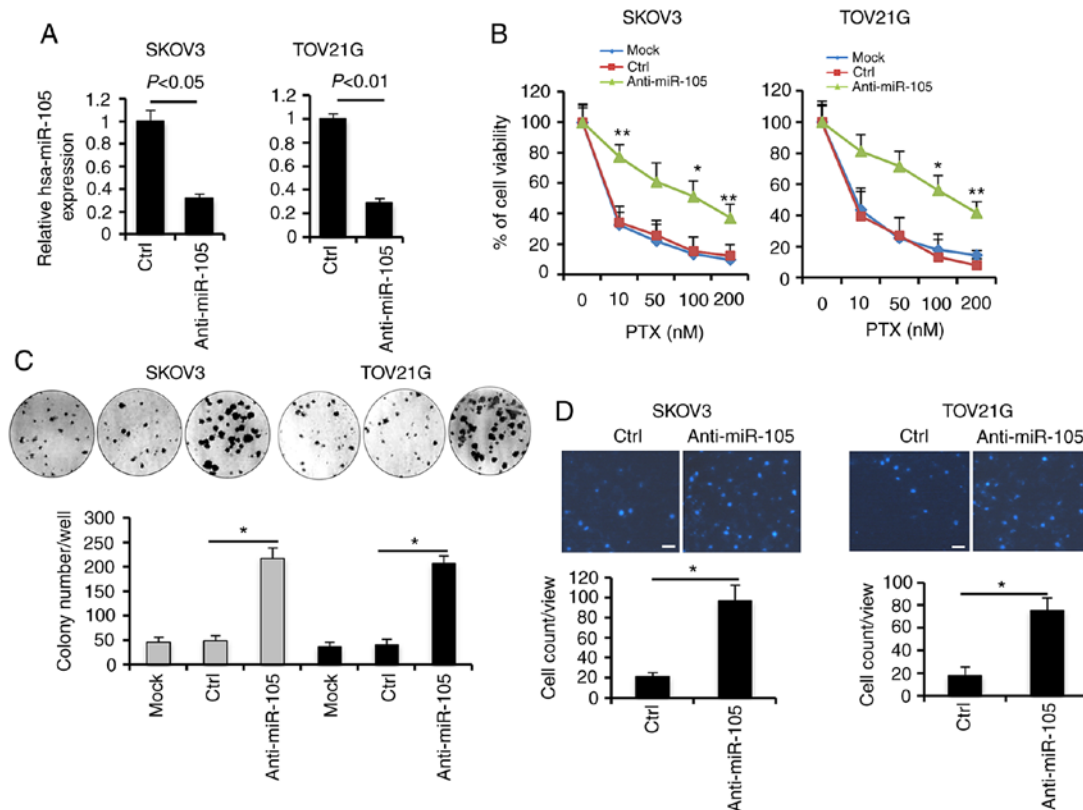 A
SKOV3
TOV21G
P<0.05
P<0.01
Relative hsa-miR-105
expression
1.2
1
0.8
0.6
0.4
0.2
0
Ctrl
Anti-miR-105
1.2
1
0.8
0.6
0.4
0.2
0
Ctrl
Anti-miR-105
B
SKOV3
TOV21G
Mock
Ctrl
Anti-miR-105
Mock
Ctrl
Anti-miR-105
% of cell viability
120
100
80
60
40
20
0
** * **
0 10 50 100 200
PTX (nM)
120
100
80
60
40
20
0
* **
0 10 50 100 200
PTX (nM)
C
SKOV3
TOV21G
Colony number/well
300
250
200
150
100
50
0
*
*
Mock
Ctrl
Anti-miR-105
Mock
Ctrl
Anti-miR-105
D
SKOV3
TOV21G
Ctrl
Anti-miR-105
Ctrl
Anti-miR-105
Cell count/view
120
100
80
60
40
20
0
*
Ctrl
Anti-miR-105
Cell count/view
100
80
60
40
20
0
*
Ctrl
Anti-miR-105